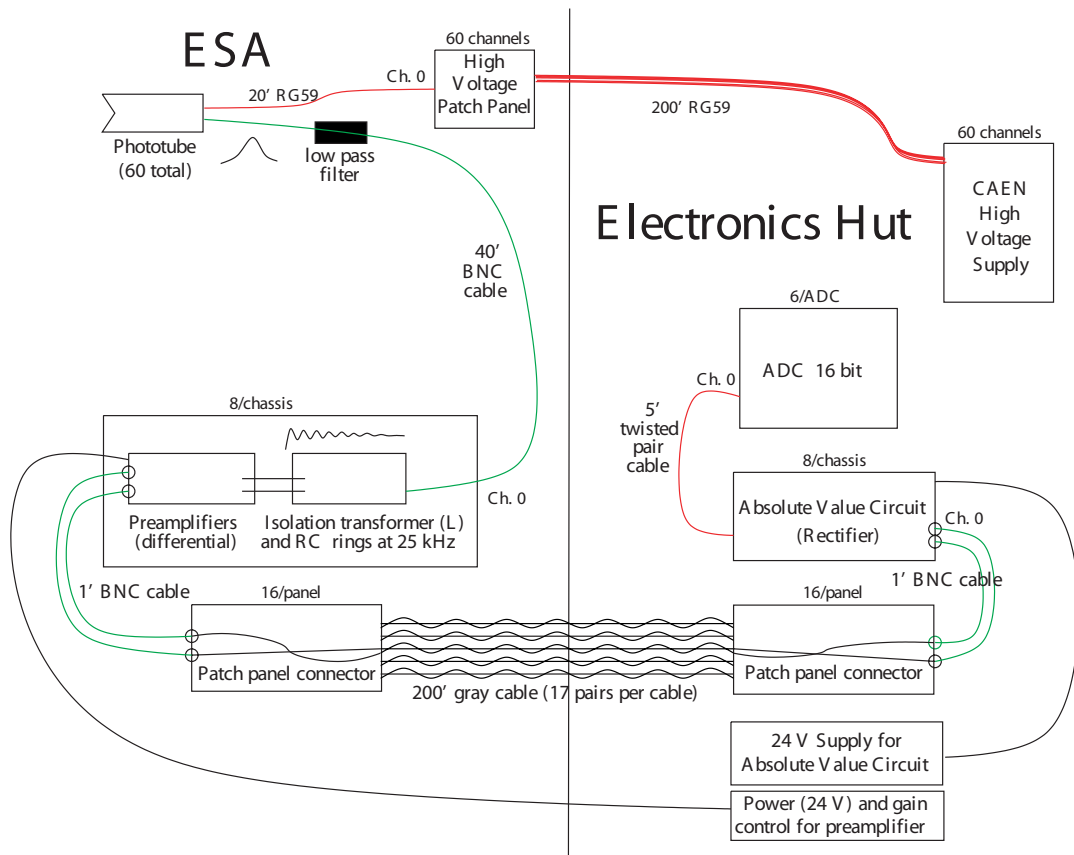 ESA
60 channels
High
Voltage
Patch Panel
Ch. 0
20' RG59
200' RG59
Phototube
(60 total)
low pass
filter
60 channels
CAEN
High
Voltage
Supply
Electronics Hut
40'
BNC
cable
6/ADC
ADC 16 bit
Ch. 0
5'
twisted
pair
cable
8/chassis
Preamplifiers
(differential)
Isolation transformer (L)
and RC rings at 25 kHz
Ch. 0
8/chassis
Absolute Value Circuit
(Rectifier)
Ch. 0
1' BNC cable
1' BNC cable
16/panel
Patch panel connector
200' gray cable (17 pairs per cable)
16/panel
Patch panel connector
24 V Supply for
Absolute Value Circuit
Power (24 V) and gain
control for preamplifier